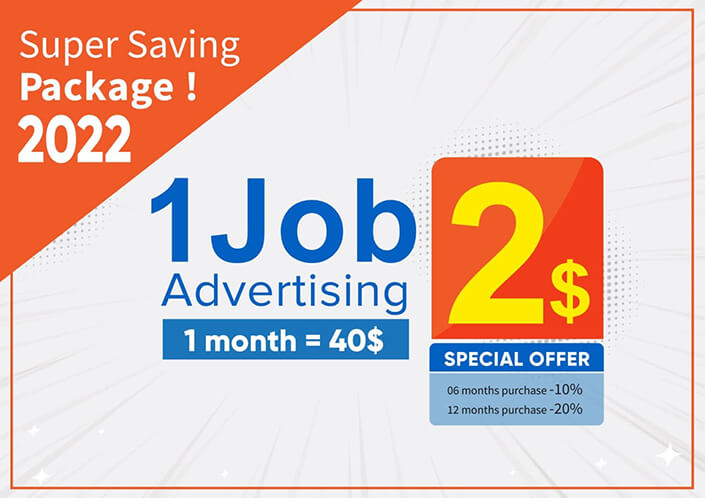 Super Saving
Package !
2022
1Job
Advertising
1 month = 40$
2$
SPECIAL OFFER
06 months purchase -10%
12 months purchase -20%